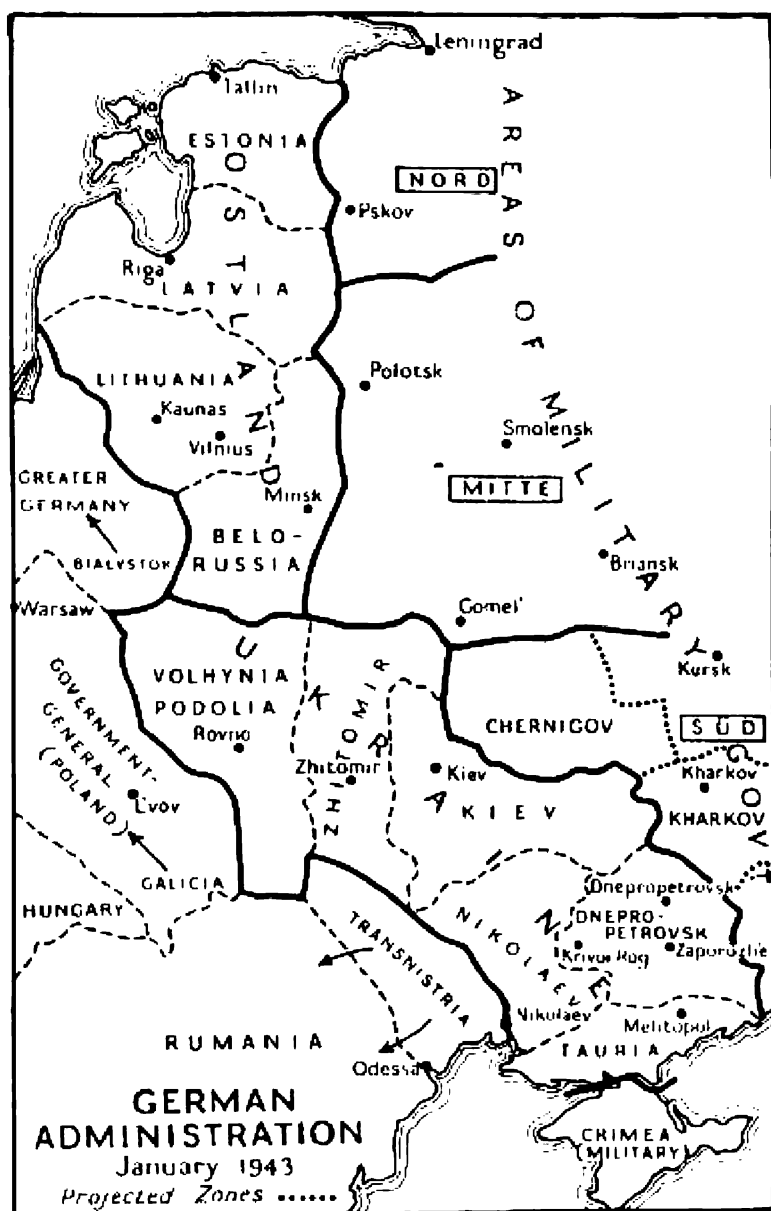 Leningrad
Tallin
ESTONIA
NORD
Pskov
Riga
LATVIA
OSTLAND
AREAS OF MILITARY GOVT
LITHUANIA
Kaunas
Vilnius
Polotsk
Smolensk
GREATER
GERMANY
Minsk
MITTE
BELO-
RUSSIA
BIALYSTOK
Briansk
Warsaw
Gomel'
Kursk
UKRAINE
VOLHYNIA
PODOLIA
Rovno
ZHITOMIR
Zhitomir
CHERNIGOV
SÜD
GOVERNMENT-
GENERAL
(POLAND)
L'vov
Kiev
KIEV
Kharkov
KHARKOV
GALICIA
HUNGARY
Dnepropetrovsk
DNEPRO-
PETROVSK
NIKOLAEV
Krivoi Rog
Zaporozh'e
TRANSNISTRIA
Nikolaev
Melitopol'
RUMANIA
TAURIA
Odessa
GERMAN
ADMINISTRATION
January 1943
Projected Zones ......
CRIMEA
(MILITARY)